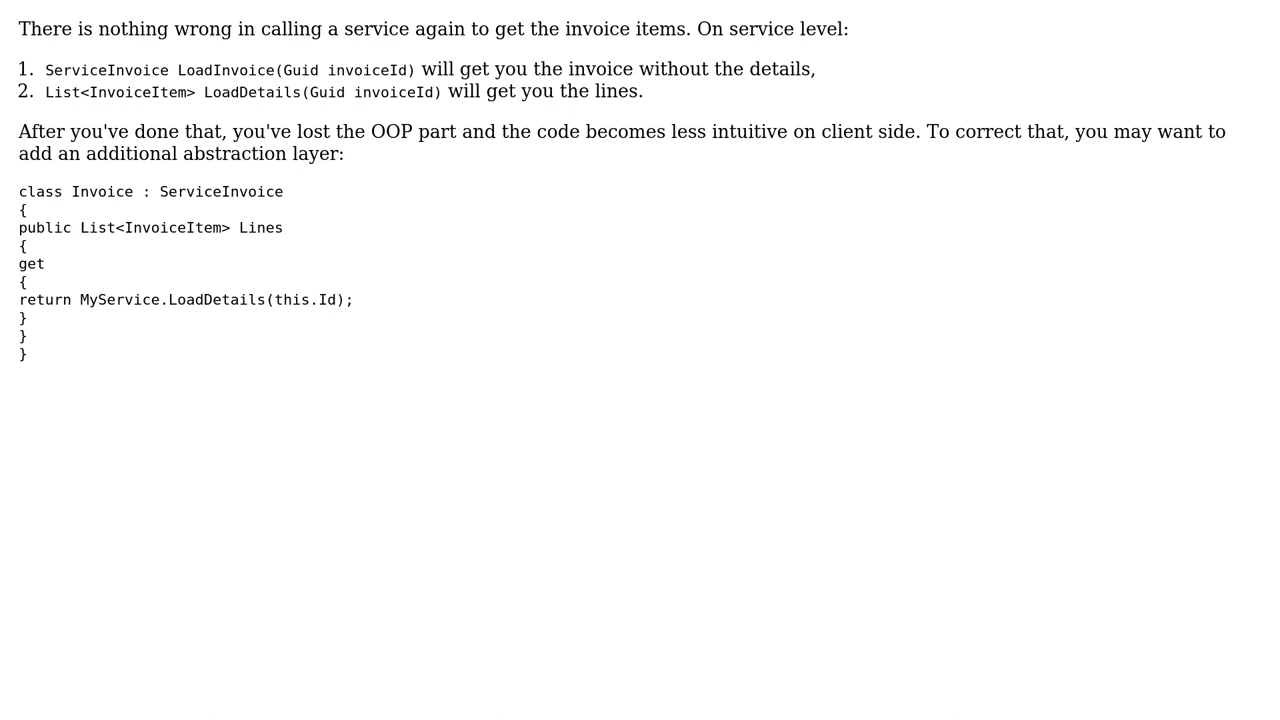 There is nothing wrong in calling a service again to get the invoice items. On service level:
1. ServiceInvoice LoadInvoice(Guid invoiceId) will get you the invoice without the details,
2. List<InvoiceItem> LoadDetails(Guid invoiceId) will get you the lines.
After you've done that, you've lost the OOP part and the code becomes less intuitive on client side. To correct that, you may want to
add an additional abstraction layer:
class Invoice : ServiceInvoice
{
public List<InvoiceItem> Lines
{
get
{
return MyService.LoadDetails(this.Id);
}
}
}